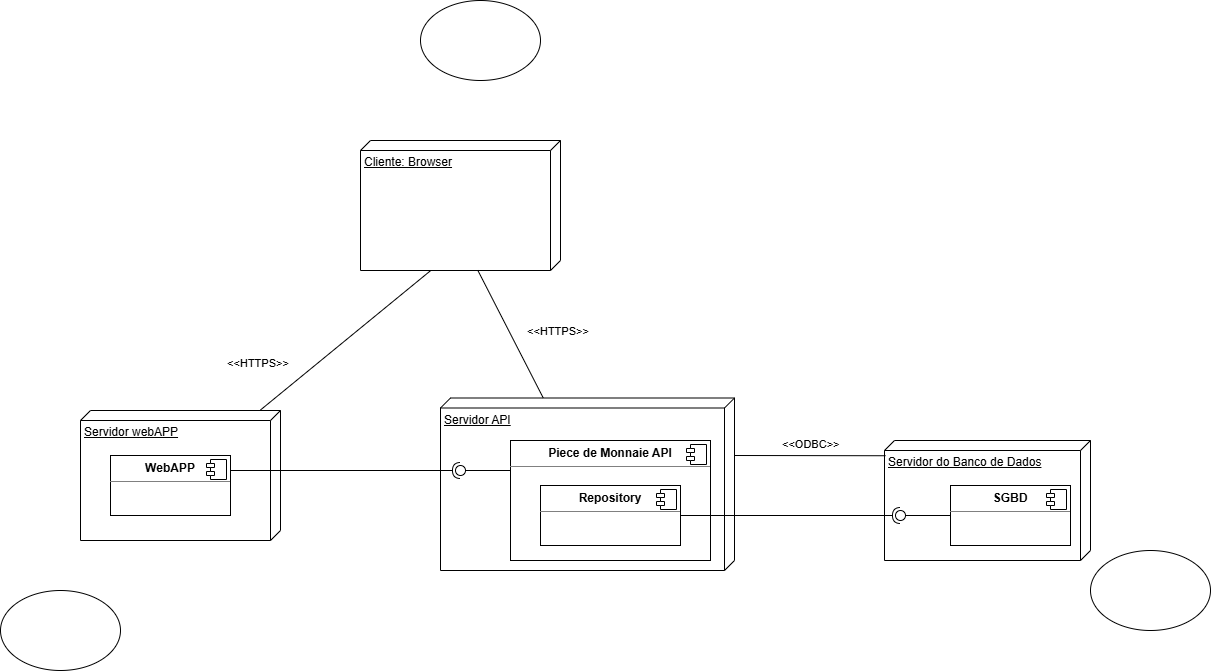 Cliente: Browser
<<HTTPS>>
<<HTTPS>>
Servidor webAPP
WebAPP
Servidor API
Piece de Monnaie API
Repository
<<ODBC>>
Servidor do Banco de Dados
SGBD